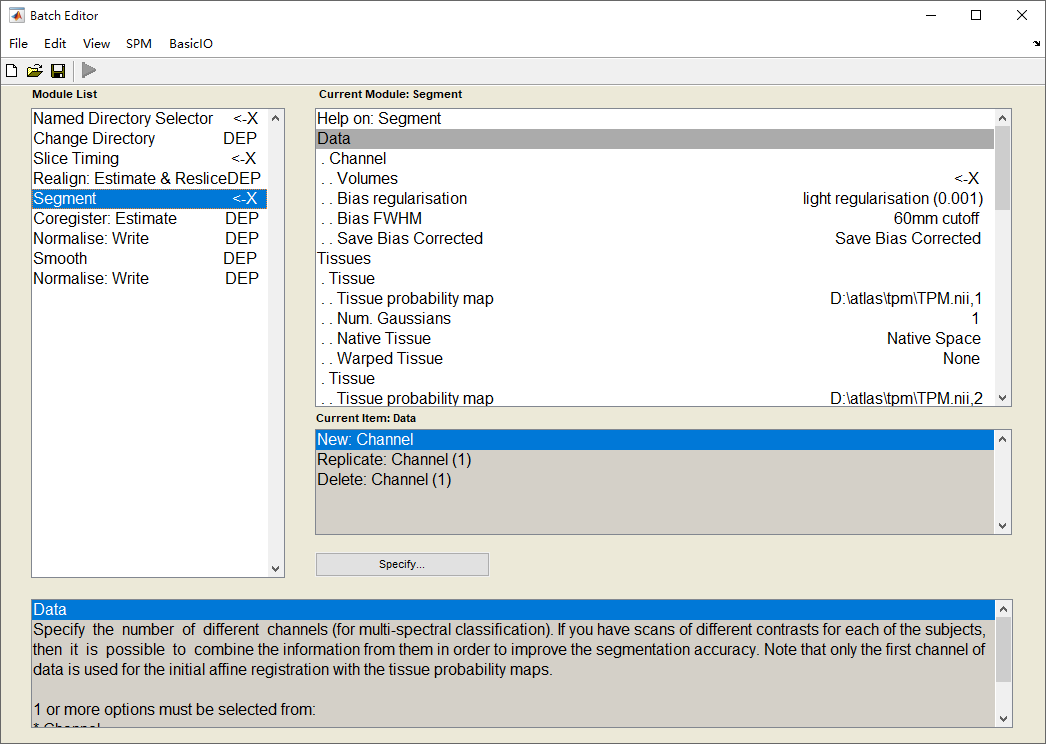 Batch Editor
File Edit View SPM BasicIO
Module List
Named Directory Selector <-X
Change Directory DEP
Slice Timing <-X
Realign: Estimate & ResliceDEP
Segment <-X
Coregister: Estimate DEP
Normalise: Write DEP
Smooth DEP
Normalise: Write DEP
Current Module: Segment
Help on: Segment
Data
. Channel
. . Volumes <-X
. . Bias regularisation light regularisation (0.001)
. . Bias FWHM 60mm cutoff
. . Save Bias Corrected Save Bias Corrected
Tissues
. Tissue
. . Tissue probability map D:\atlas\tpm\TPM.nii,1
. . Num. Gaussians 1
. . Native Tissue Native Space
. . Warped Tissue None
. Tissue
. . Tissue probability map D:\atlas\tpm\TPM.nii,2
Current Item: Data
New: Channel
Replicate: Channel (1)
Delete: Channel (1)
Specify...
Data
Specify the number of different channels (for multi-spectral classification). If you have scans of different contrasts for each of the subjects,
then it is possible to combine the information from them in order to improve the segmentation accuracy. Note that only the first channel of
data is used for the initial affine registration with the tissue probability maps.
1 or more options must be selected from:
* Channel